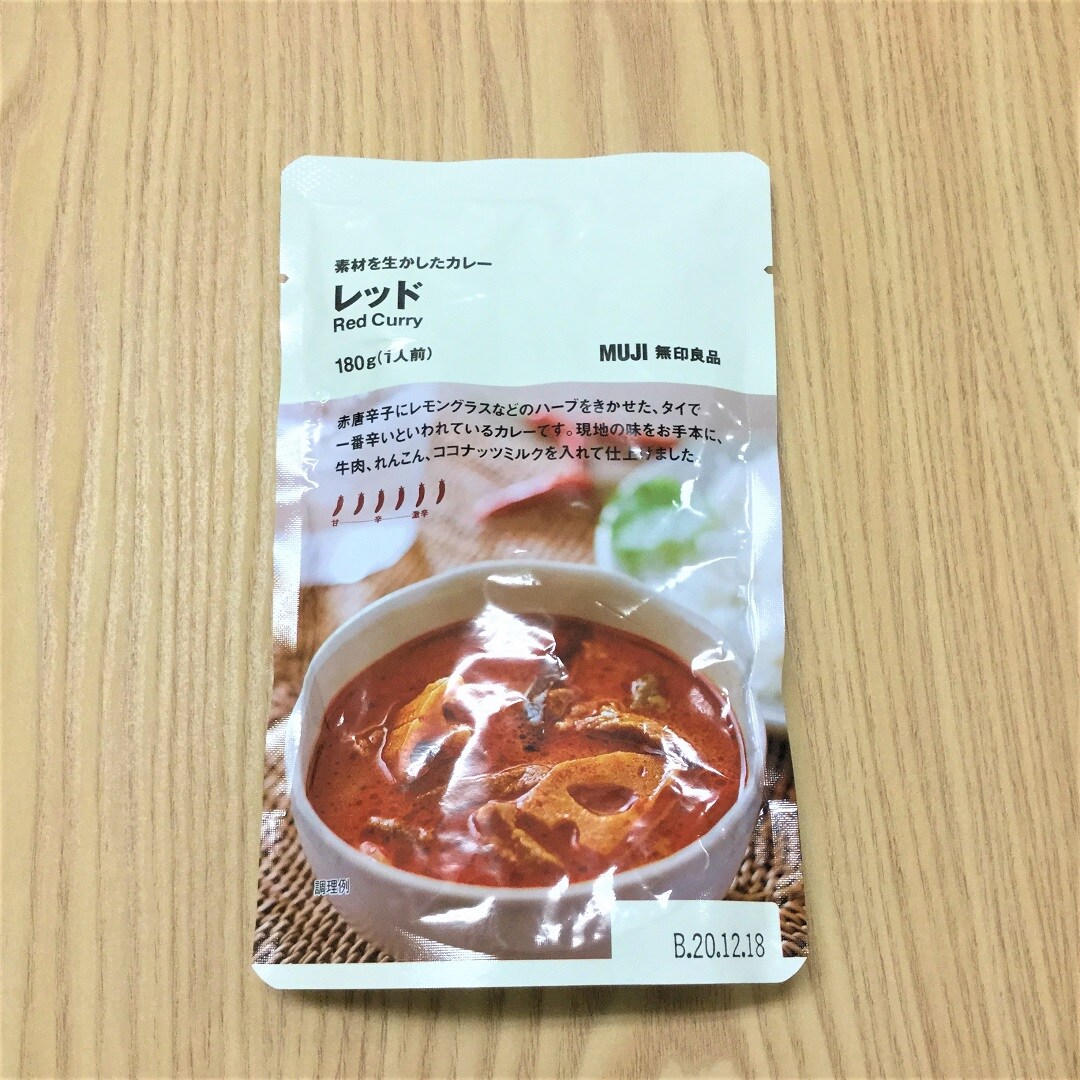 素材を生かしたカレー
レッド
Red Curry
180g(1人前)
MUJI 無印良品
赤唐辛子にレモングラスなどのハーブをきかせた、タイで
一番辛いといわれているカレーです。現地の味をお手本に、
牛肉、れんこん、ココナッツミルクを入れて仕上げました
甘 辛 激辛
調理例
B.20.12.18